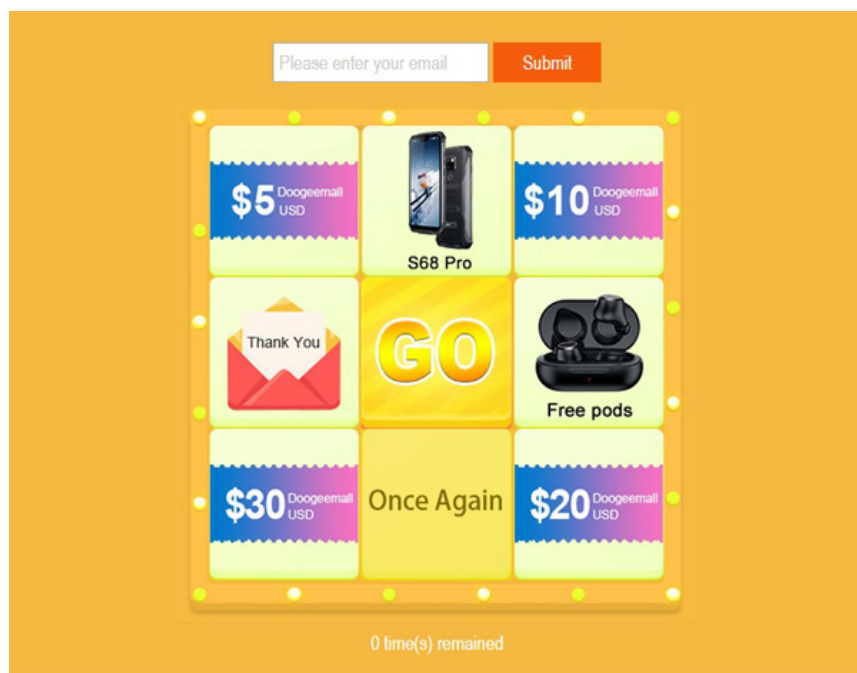 Please enter your email
Submit
$5 Doogeemall
USD
S68 Pro
$10 Doogeemall
USD
Thank You
GO
Free pods
$30 Doogeemall
USD
Once Again
$20 Doogeemall
USD
0 time(s) remained